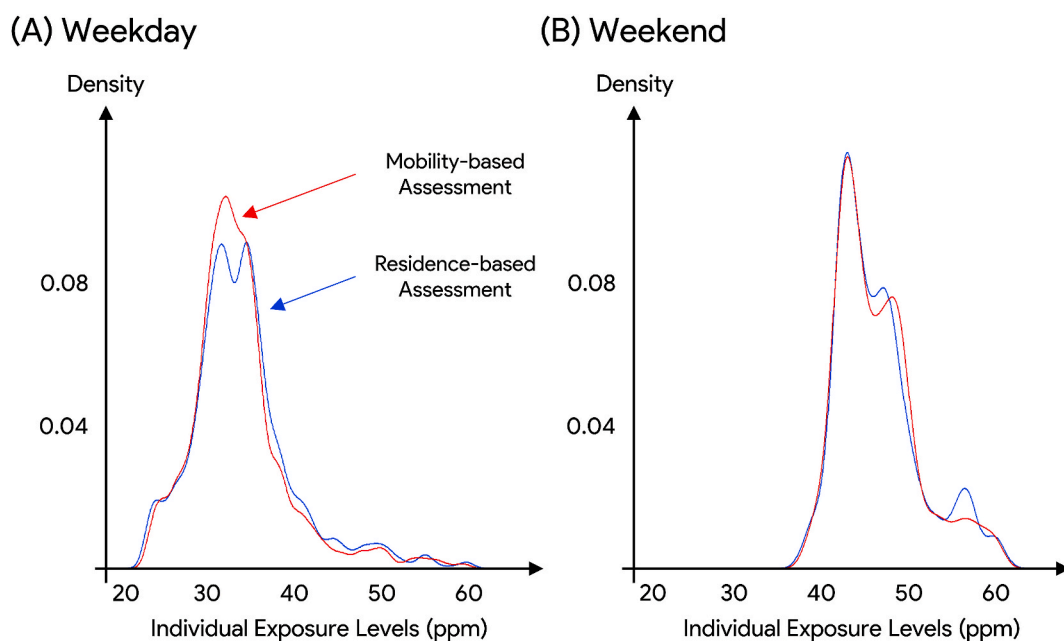 (A) Weekday
Density
Mobility-based
Assessment
Residence-based
Assessment
0.08
0.04
20 30 40 50 60
Individual Exposure Levels (ppm)
(B) Weekend
Density
0.08
0.04
20 30 40 50 60
Individual Exposure Levels (ppm)